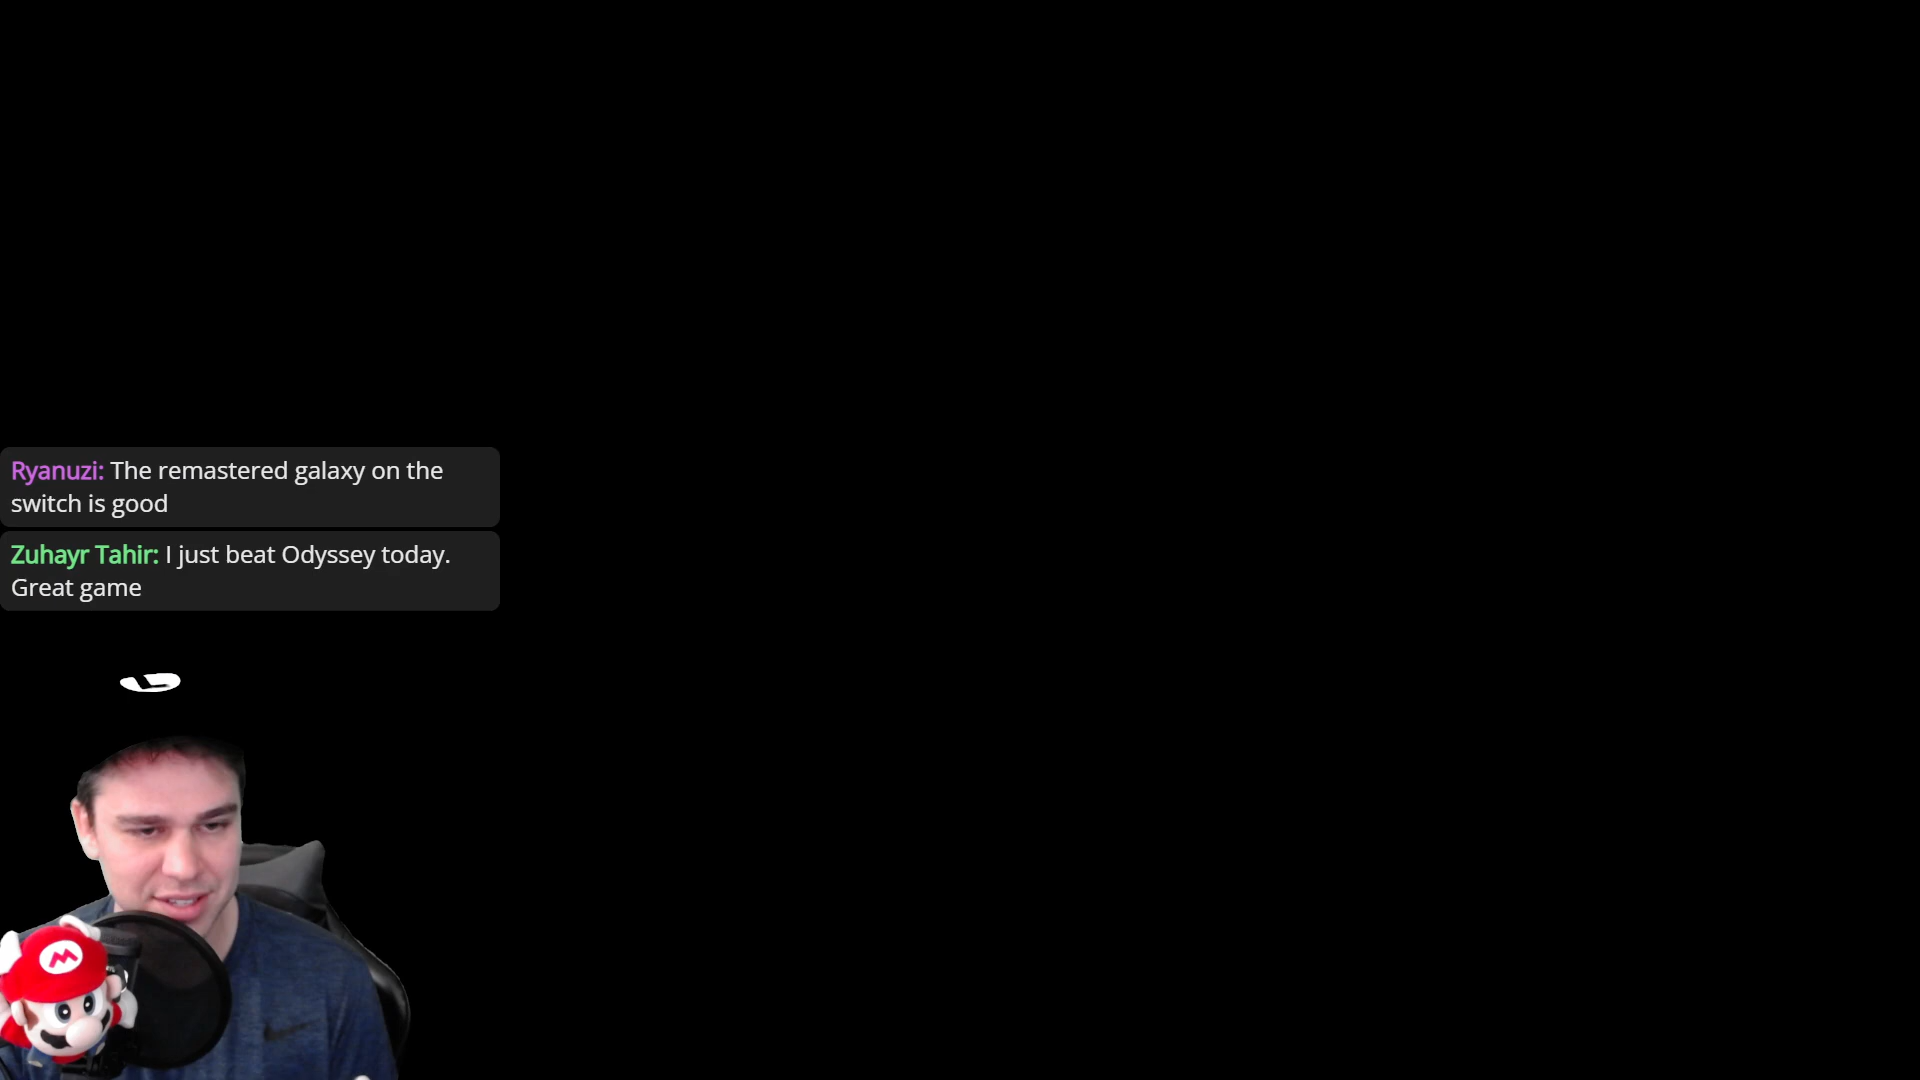 Ryanuzi: The remastered galaxy on the
switch is good
Zuhayr Tahir: I just beat Odyssey today.
Great game
M